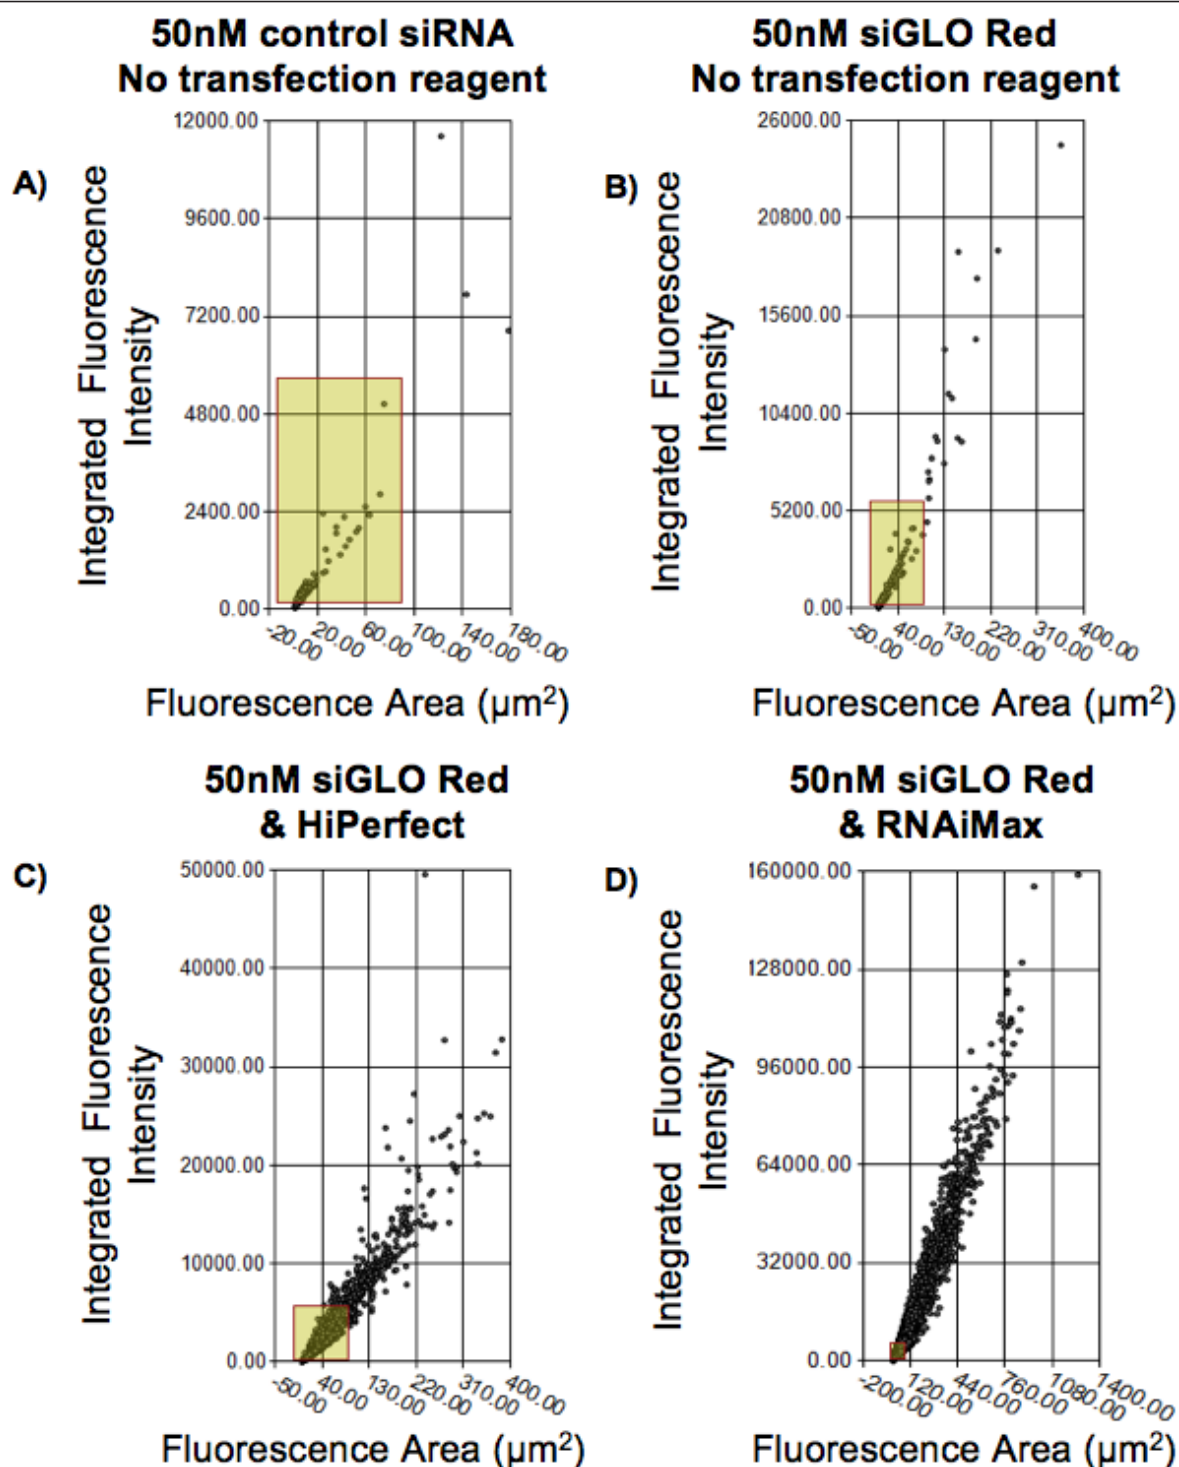 50nM control siRNA
No transfection reagent
A)
Integrated Fluorescence
Intensity
12000.00
9600.00
7200.00
4800.00
2400.00
0.00
-20.00
20.00
60.00
100.00
140.00
180.00
Fluorescence Area (µm²)
50nM siGLO Red
No transfection reagent
B)
Integrated Fluorescence
Intensity
26000.00
20800.00
15600.00
10400.00
5200.00
0.00
-50.00
40.00
130.00
220.00
310.00
400.00
Fluorescence Area (µm²)
50nM siGLO Red
& HiPerfect
C)
Integrated Fluorescence
Intensity
50000.00
40000.00
30000.00
20000.00
10000.00
0.00
-50.00
40.00
130.00
220.00
310.00
400.00
Fluorescence Area (µm²)
50nM siGLO Red
& RNAiMax
D)
Integrated Fluorescence
Intensity
160000.00
128000.00
96000.00
64000.00
32000.00
0.00
-200.00
120.00
440.00
760.00
1080.00
1400.00
Fluorescence Area (µm²)